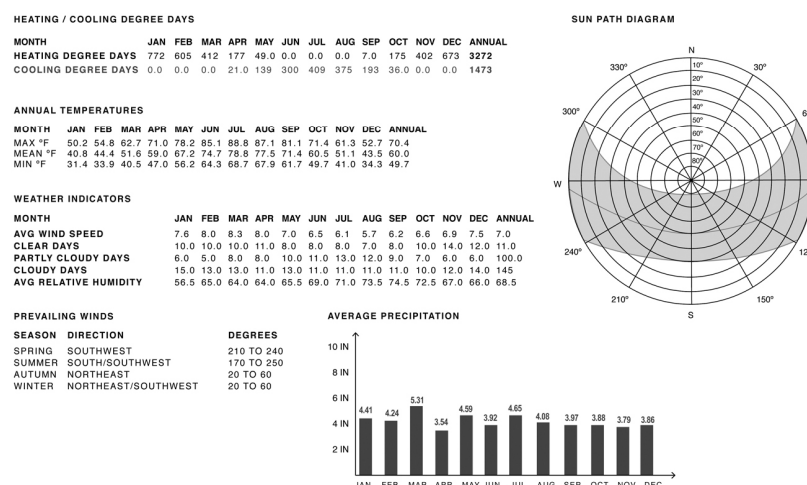 HEATING / COOLING DEGREE DAYS
MONTH JAN FEB MAR APR MAY JUN JUL AUG SEP OCT NOV DEC ANNUAL
HEATING DEGREE DAYS 772 605 412 177 49.0 0.0 0.0 0.0 7.0 175 402 673 3272
COOLING DEGREE DAYS 0.0 0.0 0.0 21.0 139 300 409 375 193 36.0 0.0 0.0 1473
ANNUAL TEMPERATURES
MONTH JAN FEB MAR APR MAY JUN JUL AUG SEP OCT NOV DEC ANNUAL
MAX °F 50.2 54.8 62.7 71.0 78.2 85.1 88.8 87.1 81.1 71.4 61.3 52.7 70.4
MEAN °F 40.8 44.4 51.6 59.0 67.2 74.7 78.8 77.5 71.4 60.5 51.1 43.5 60.0
MIN °F 31.4 33.9 40.5 47.0 56.2 64.3 68.7 67.9 61.7 49.7 41.0 34.3 49.7
WEATHER INDICATORS
MONTH JAN FEB MAR APR MAY JUN JUL AUG SEP OCT NOV DEC ANNUAL
AVG WIND SPEED 7.6 8.0 8.3 8.0 7.0 6.5 6.1 5.7 6.2 6.6 6.9 7.5 7.0
CLEAR DAYS 10.0 10.0 10.0 11.0 8.0 8.0 8.0 7.0 8.0 10.0 14.0 12.0 11.0
PARTLY CLOUDY DAYS 6.0 5.0 8.0 8.0 10.0 11.0 13.0 12.0 9.0 7.0 6.0 6.0 100.0
CLOUDY DAYS 15.0 13.0 13.0 11.0 13.0 11.0 11.0 11.0 11.0 10.0 12.0 14.0 145
AVG RELATIVE HUMIDITY 56.5 65.0 64.0 64.0 65.5 69.0 71.0 73.5 74.5 72.5 67.0 66.0 68.5
PREVAILING WINDS
SEASON DIRECTION DEGREES
SPRING SOUTHWEST 210 TO 240
SUMMER SOUTH/SOUTHWEST 170 TO 250
AUTUMN NORTHEAST 20 TO 60
WINTER NORTHEAST/SOUTHWEST 20 TO 60
AVERAGE PRECIPITATION
10 IN
8 IN
6 IN
4 IN
2 IN
4.41 4.24 5.31 3.54 4.59 3.92 4.65 4.08 3.97 3.88 3.79 3.86
JAN FEB MAR APR MAY JUN JUL AUG SEP OCT NOV DEC
SUN PATH DIAGRAM
N
330° 30°
10°
20°
30°
40°
50°
60°
70°
80°
300°
W
240°
210° 150°
S